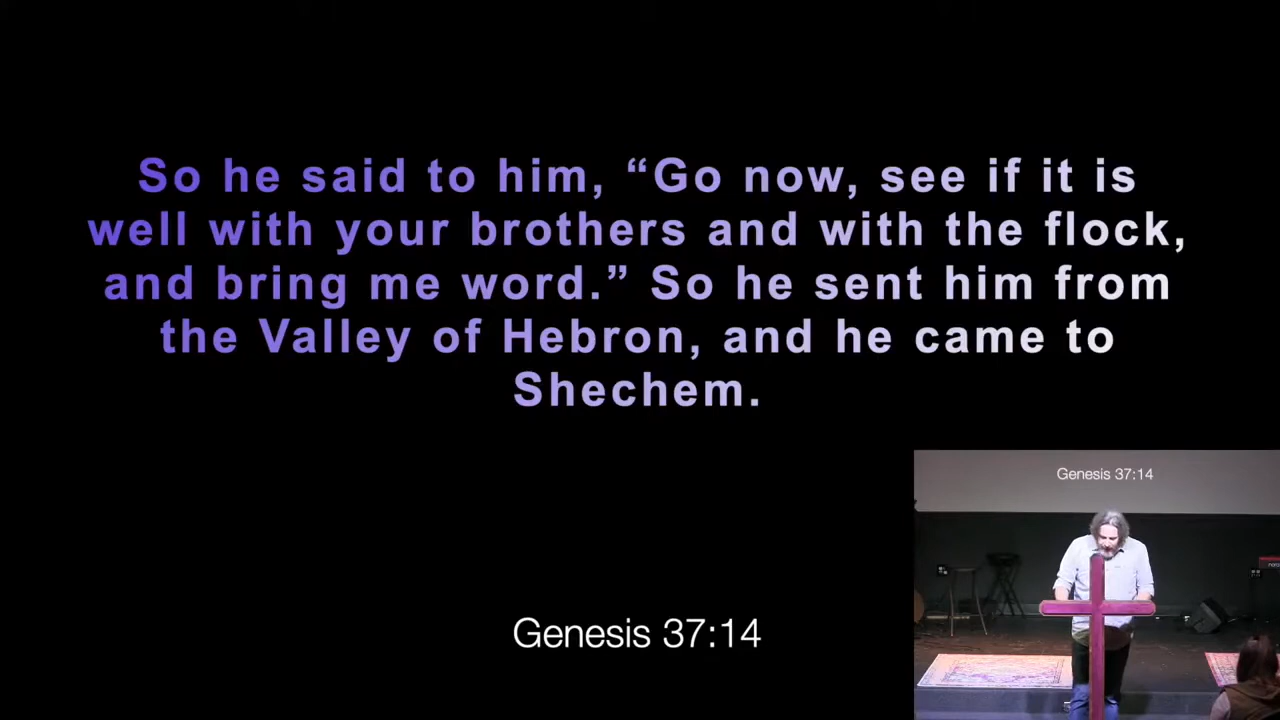 So he said to him, “Go now, see if it is
well with your brothers and with the flock,
and bring me word.” So he sent him from
the Valley of Hebron, and he came to
Shechem.
Genesis 37:14
Genesis 37:14